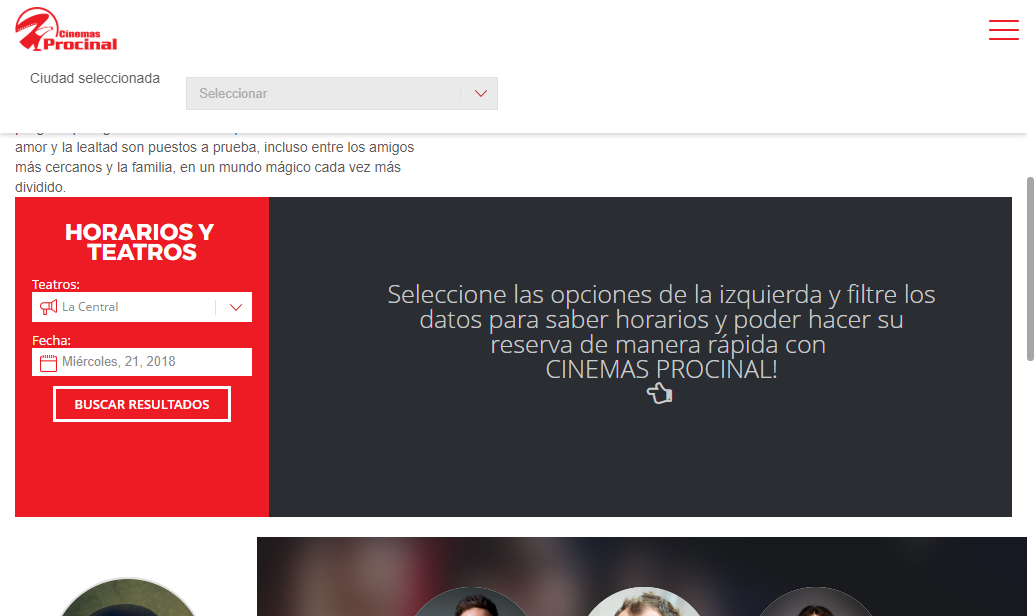 Cinemas
Procinal
Ciudad seleccionada
Seleccionar
amor y la lealtad son puestos a prueba, incluso entre los amigos
más cercanos y la familia, en un mundo mágico cada vez más
dividido.
HORARIOS Y
TEATROS
Teatros:
La Central
Fecha:
Miércoles, 21, 2018
BUSCAR RESULTADOS
Seleccione las opciones de la izquierda y filtre los
datos para saber horarios y poder hacer su
reserva de manera rápida con
CINEMAS PROCINAL!